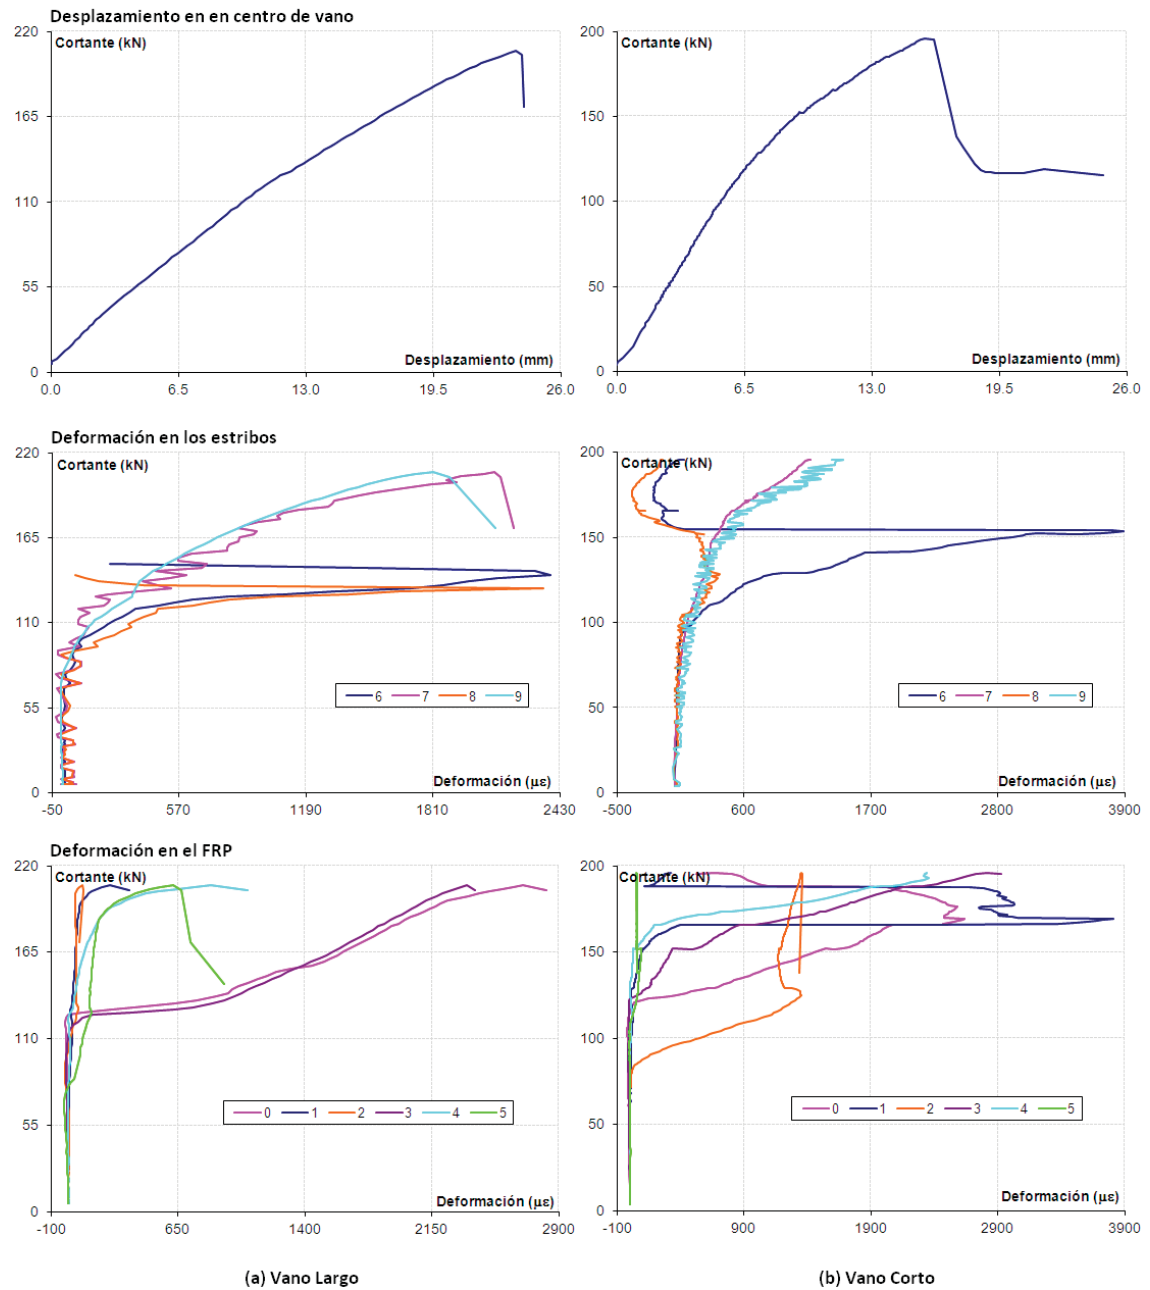 Desplazamiento en en centro de vano
220
Cortante (kN)
165
110
55
0
Desplazamiento (mm)
0.0 6.5 13.0 19.5 26.0
200
Cortante (kN)
150
100
50
0
Desplazamiento (mm)
0.0 6.5 13.0 19.5 26.0
Deformación en los estribos
220
Cortante (kN)
165
110
55
0
6 7 8 9
Deformación (με)
-50 570 1190 1810 2430
200
Cortante (kN)
150
100
50
0
6 7 8 9
Deformación (με)
-500 600 1700 2800 3900
Deformación en el FRP
220
Cortante (kN)
165
110
55
0
0 1 2 3 4 5
Deformación (με)
-100 650 1400 2150 2900
200
Cortante (kN)
150
100
50
0
0 1 2 3 4 5
Deformación (με)
-100 900 1900 2900 3900
(a) Vano Largo
(b) Vano Corto